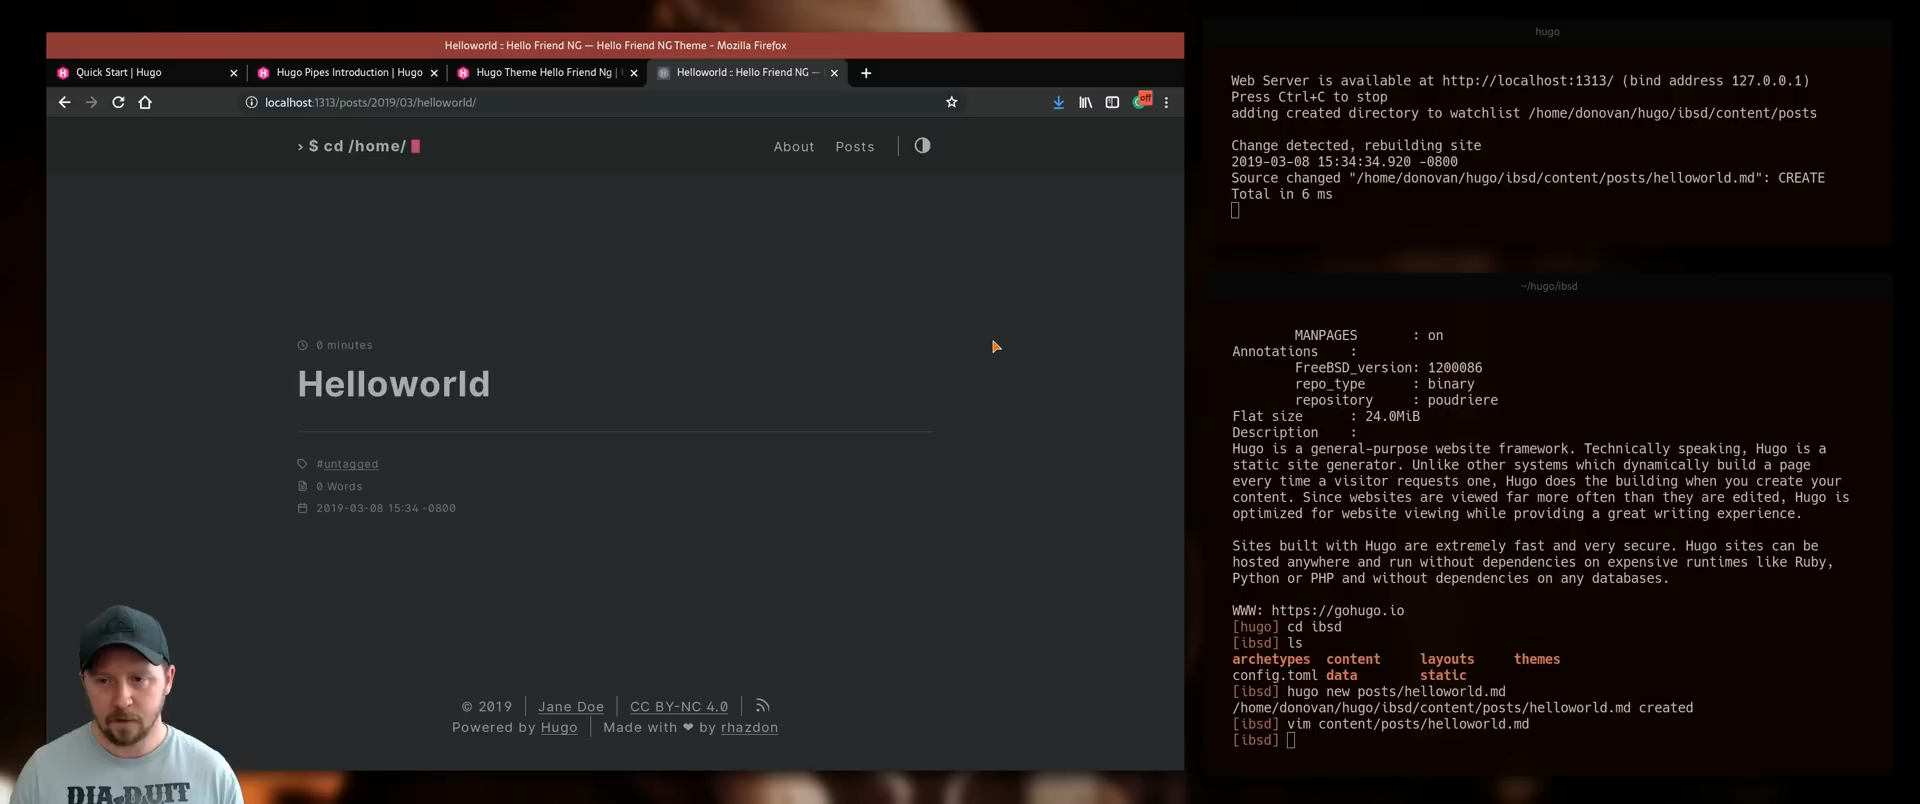 Helloworld :: Hello Friend NG — Hello Friend NG Theme - Mozilla Firefox
Quick Start | Hugo
Hugo Pipes Introduction | Hugo
Hugo Theme Hello Friend Ng |
Helloworld :: Hello Friend NG —
localhost:1313/posts/2019/03/helloworld/
off
› $ cd /home/
About Posts
0 minutes
Helloworld
#untagged
0 Words
2019-03-08 15:34 -0800
© 2019 Jane Doe CC BY-NC 4.0
Powered by Hugo Made with ❤ by rhazdon
DIA-DUIT
hugo
Web Server is available at http://localhost:1313/ (bind address 127.0.0.1)
Press Ctrl+C to stop
adding created directory to watchlist /home/donovan/hugo/ibsd/content/posts
Change detected, rebuilding site
2019-03-08 15:34:34.920 -0800
Source changed "/home/donovan/hugo/ibsd/content/posts/helloworld.md": CREATE
Total in 6 ms
~/hugo/ibsd
MANPAGES : on
Annotations :
FreeBSD_version: 1200086
repo_type : binary
repository : poudriere
Flat size : 24.0MiB
Description :
Hugo is a general-purpose website framework. Technically speaking, Hugo is a
static site generator. Unlike other systems which dynamically build a page
every time a visitor requests one, Hugo does the building when you create your
content. Since websites are viewed far more often than they are edited, Hugo is
optimized for website viewing while providing a great writing experience.
Sites built with Hugo are extremely fast and very secure. Hugo sites can be
hosted anywhere and run without dependencies on expensive runtimes like Ruby,
Python or PHP and without dependencies on any databases.
WWW: https://gohugo.io
[hugo] cd ibsd
[ibsd] ls
archetypes content layouts themes
config.toml data static
[ibsd] hugo new posts/helloworld.md
/home/donovan/hugo/ibsd/content/posts/helloworld.md created
[ibsd] vim content/posts/helloworld.md
[ibsd]